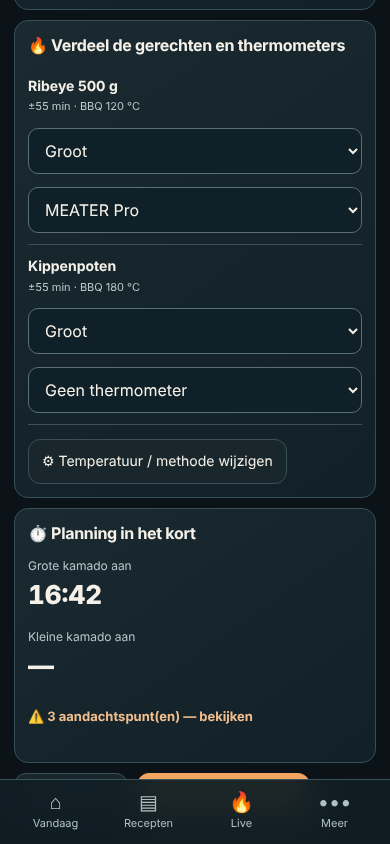 🔥 Verdeel de gerechten en thermometers
Ribeye 500 g
±55 min · BBQ 120 °C
Groot
MEATER Pro
Kippenpoten
±55 min · BBQ 180 °C
Groot
Geen thermometer
⚙ Temperatuur / methode wijzigen
⏱️ Planning in het kort
Grote kamado aan
16:42
Kleine kamado aan
—
⚠️ 3 aandachtspunt(en) — bekijken
Vandaag
Recepten
Live
Meer